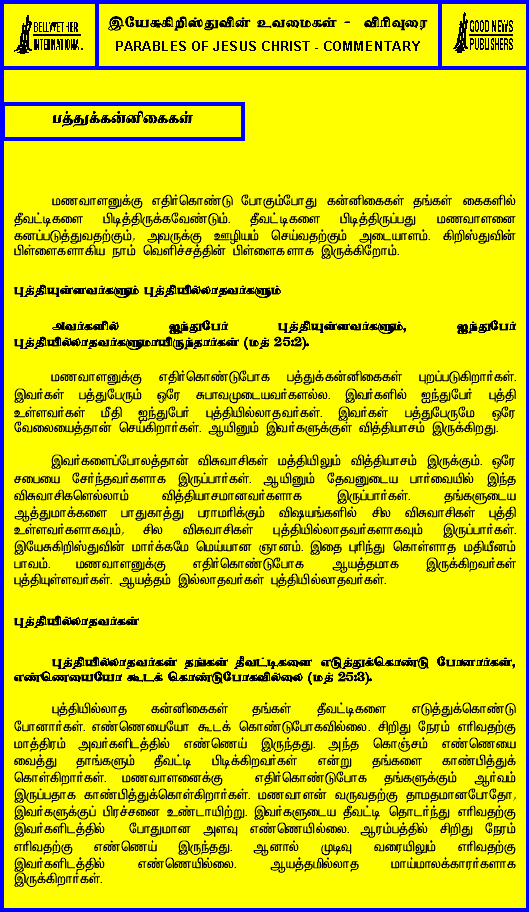 BELLWETHER
INTERNATIONAL
இயேசுகிறிஸ்துவின் உவமைகள் - விரிவுரை
PARABLES OF JESUS CHRIST - COMMENTARY
GOOD NEWS
PUBLISHERS
பத்துக்கன்னிகைகள்
மணவாளனுக்கு எதிர்கொண்டு போகும்போது கன்னிகைகள் தங்கள் கைகளில்
தீவட்டிகளை பிடித்திருக்கவேண்டும். தீவட்டிகளை பிடித்திருப்பது மணவாளனை
கனப்படுத்துவதற்கும், அவருக்கு ஊழியம் செய்வதற்கும் அடையாளம். கிறிஸ்துவின்
பிள்ளைகளாகிய நாம் வெளிச்சத்தின் பிள்ளைகளாக இருக்கிறோம்.
புத்தியுள்ளவர்களும் புத்தியில்லாதவர்களும்
அவர்களில் ஐந்துபேர் புத்தியுள்ளவர்களும், ஐந்துபேர்
புத்தியில்லாதவர்களுமாயிருந்தார்கள் (மத் 25:2).
மணவாளனுக்கு எதிர்கொண்டுபோக பத்துக்கன்னிகைகள் புறப்படுகிறார்கள்.
இவர்கள் பத்துபேரும் ஒரே சுபாவமுடையவர்களல்ல. இவர்களில் ஐந்துபேர் புத்தி
உள்ளவர்கள் மீதி ஐந்துபேர் புத்தியில்லாதவர்கள். இவர்கள் பத்துபேருமே ஒரே
வேலையைத்தான் செய்கிறார்கள். ஆயினும் இவர்களுக்குள் வித்தியாசம் இருக்கிறது.
இவர்களைப்போலத்தான் விசுவாசிகள் மத்தியிலும் வித்தியாசம் இருக்கும். ஒரே
சபையை சேர்ந்தவர்களாக இருப்பார்கள். ஆயினும் தேவனுடைய பார்வையில் இந்த
விசுவாசிகளெல்லாம் வித்தியாசமானவர்களாக இருப்பார்கள். தங்களுடைய
ஆத்துமாக்களை பாதுகாத்து பராமரிக்கும் விஷயங்களில் சில விசுவாசிகள் புத்தி
உள்ளவர்களாகவும், சில விசுவாசிகள் புத்தியில்லாதவர்களாகவும் இருப்பார்கள்.
இயேசுகிறிஸ்துவின் மார்க்கமே மெய்யான ஞானம். இதை புரிந்து கொள்ளாத மதியீனம்
பாவம். மணவாளனுக்கு எதிர்கொண்டுபோக ஆயத்தமாக இருக்கிறவர்கள்
புத்தியுள்ளவர்கள். ஆயத்தம் இல்லாதவர்கள் புத்தியில்லாதவர்கள்.
புத்தியில்லாதவர்கள்
புத்தியில்லாதவர்கள் தங்கள் தீவட்டிகளை எடுத்துக்கொண்டு போனார்கள்,
எண்ணெயையோ கூடக் கொண்டுபோகவில்லை (மத் 25:3).
புத்தியில்லாத கன்னிகைகள் தங்கள் தீவட்டிகளை எடுத்துக்கொண்டு
போனார்கள். எண்ணெயையோ கூடக் கொண்டுபோகவில்லை. சிறிது நேரம் எரிவதற்கு
மாத்திரம் அவர்களிடத்தில் எண்ணெய் இருந்தது. அந்த கொஞ்சம் எண்ணெயை
வைத்து தாங்களும் தீவட்டி பிடிக்கிறவர்கள் என்று தங்களை காண்பித்துக்
கொள்கிறார்கள். மணவாளனைக்கு எதிர்கொண்டுபோக தங்களுக்கும் ஆர்வம்
இருப்பதாக காண்பித்துக்கொள்கிறார்கள். மணவாளன் வருவதற்கு தாமதமானபோதோ,
இவர்களுக்குப் பிரச்சனை உண்டாயிற்று. இவர்களுடைய தீவட்டி தொடர்ந்து எரிவதற்கு
இவர்களிடத்தில் போதுமான அளவு எண்ணெயில்லை. ஆரம்பத்தில் சிறிது நேரம்
எரிவதற்கு எண்ணெய் இருந்தது. ஆனால் முடிவு வரையிலும் எரிவதற்கு
இவர்களிடத்தில் எண்ணெயில்லை. ஆயத்தமில்லாத மாய்மாலக்காரர்களாக
இருக்கிறார்கள்.